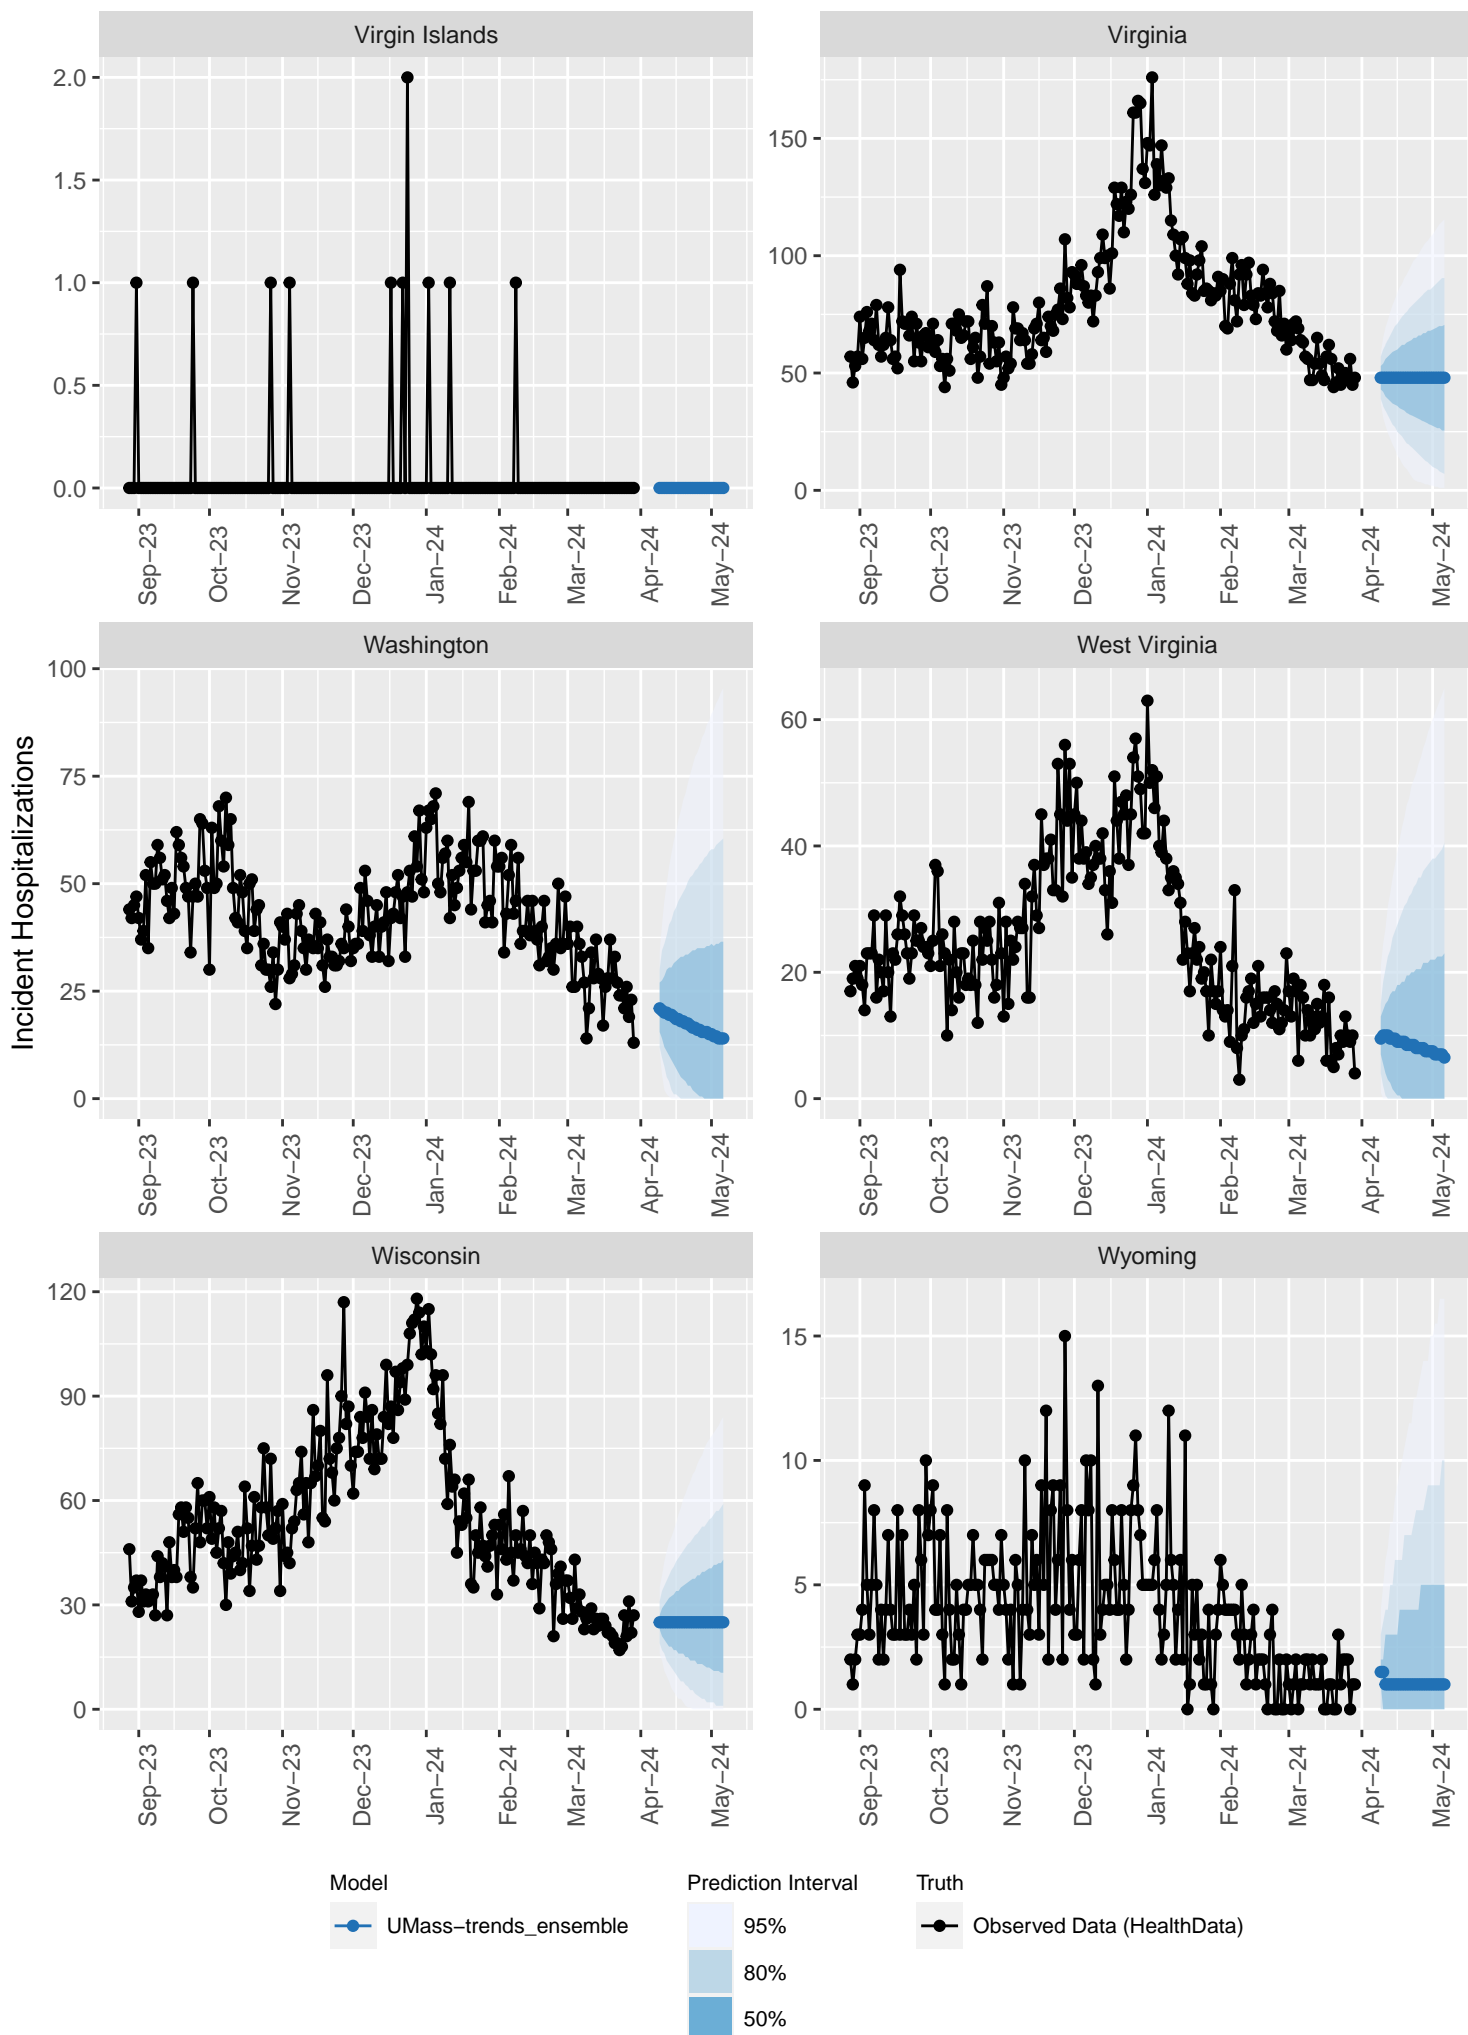 Virgin Islands
Virginia
2.0
1.5
1.0
0.5
0.0
150
100
50
0
Sep−23
Oct−23
Nov−23
Dec−23
Jan−24
Feb−24
Mar−24
Apr−24
May−24
Sep−23
Oct−23
Nov−23
Dec−23
Jan−24
Feb−24
Mar−24
Apr−24
May−24
Washington
West Virginia
Incident Hospitalizations
100
75
50
25
0
60
40
20
0
Sep−23
Oct−23
Nov−23
Dec−23
Jan−24
Feb−24
Mar−24
Apr−24
May−24
Sep−23
Oct−23
Nov−23
Dec−23
Jan−24
Feb−24
Mar−24
Apr−24
May−24
Wisconsin
Wyoming
120
90
60
30
0
15
10
5
0
Sep−23
Oct−23
Nov−23
Dec−23
Jan−24
Feb−24
Mar−24
Apr−24
May−24
Sep−23
Oct−23
Nov−23
Dec−23
Jan−24
Feb−24
Mar−24
Apr−24
May−24
Model
UMass−trends_ensemble
Prediction Interval
95%
80%
50%
Truth
Observed Data (HealthData)